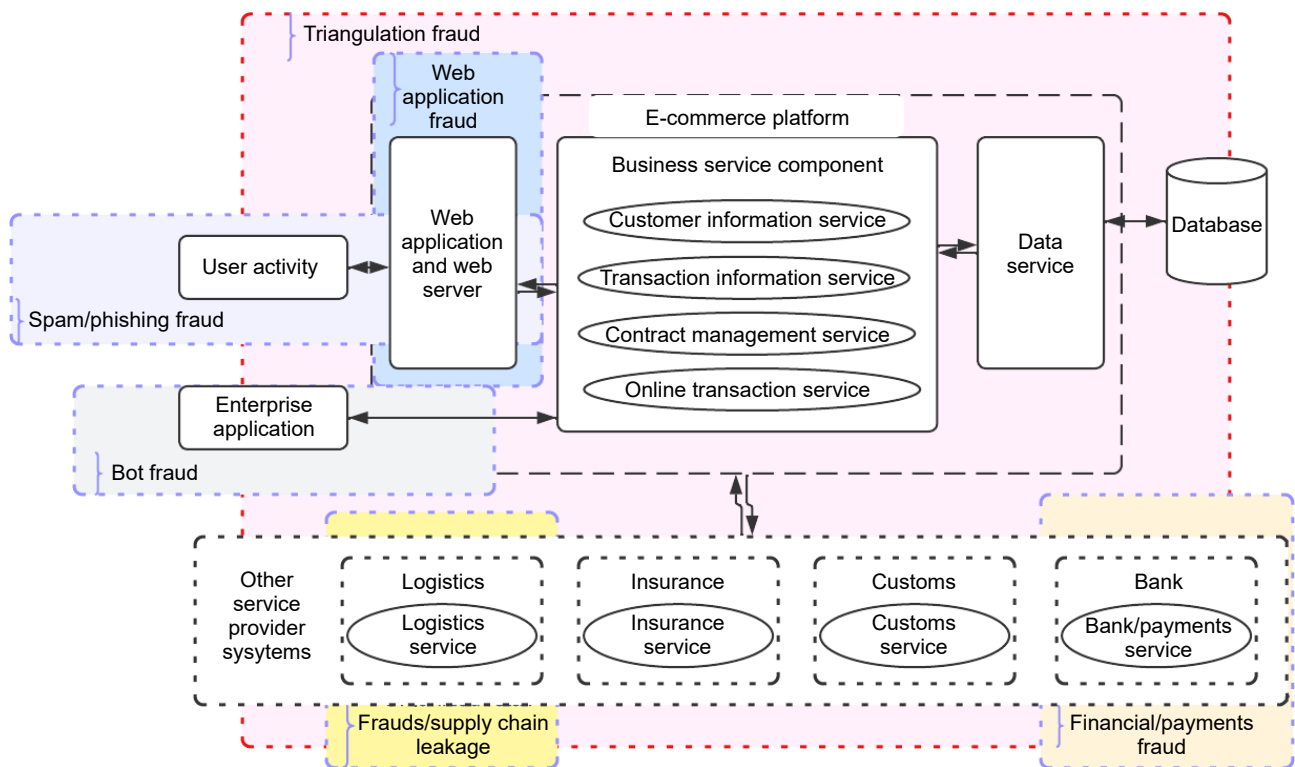 Triangulation fraud
Web
application
fraud
E-commerce platform
Business service component
Customer information service
Transaction information service
Contract management service
Online transaction service
Web
application
and web
server
Data
service
Database
User activity
Spam/phishing fraud
Enterprise
application
Bot fraud
Other
service
provider
sysytems
Logistics
Logistics
service
Insurance
Insurance
service
Customs
Customs
service
Bank
Bank/payments
service
Frauds/supply chain
leakage
Financial/payments
fraud